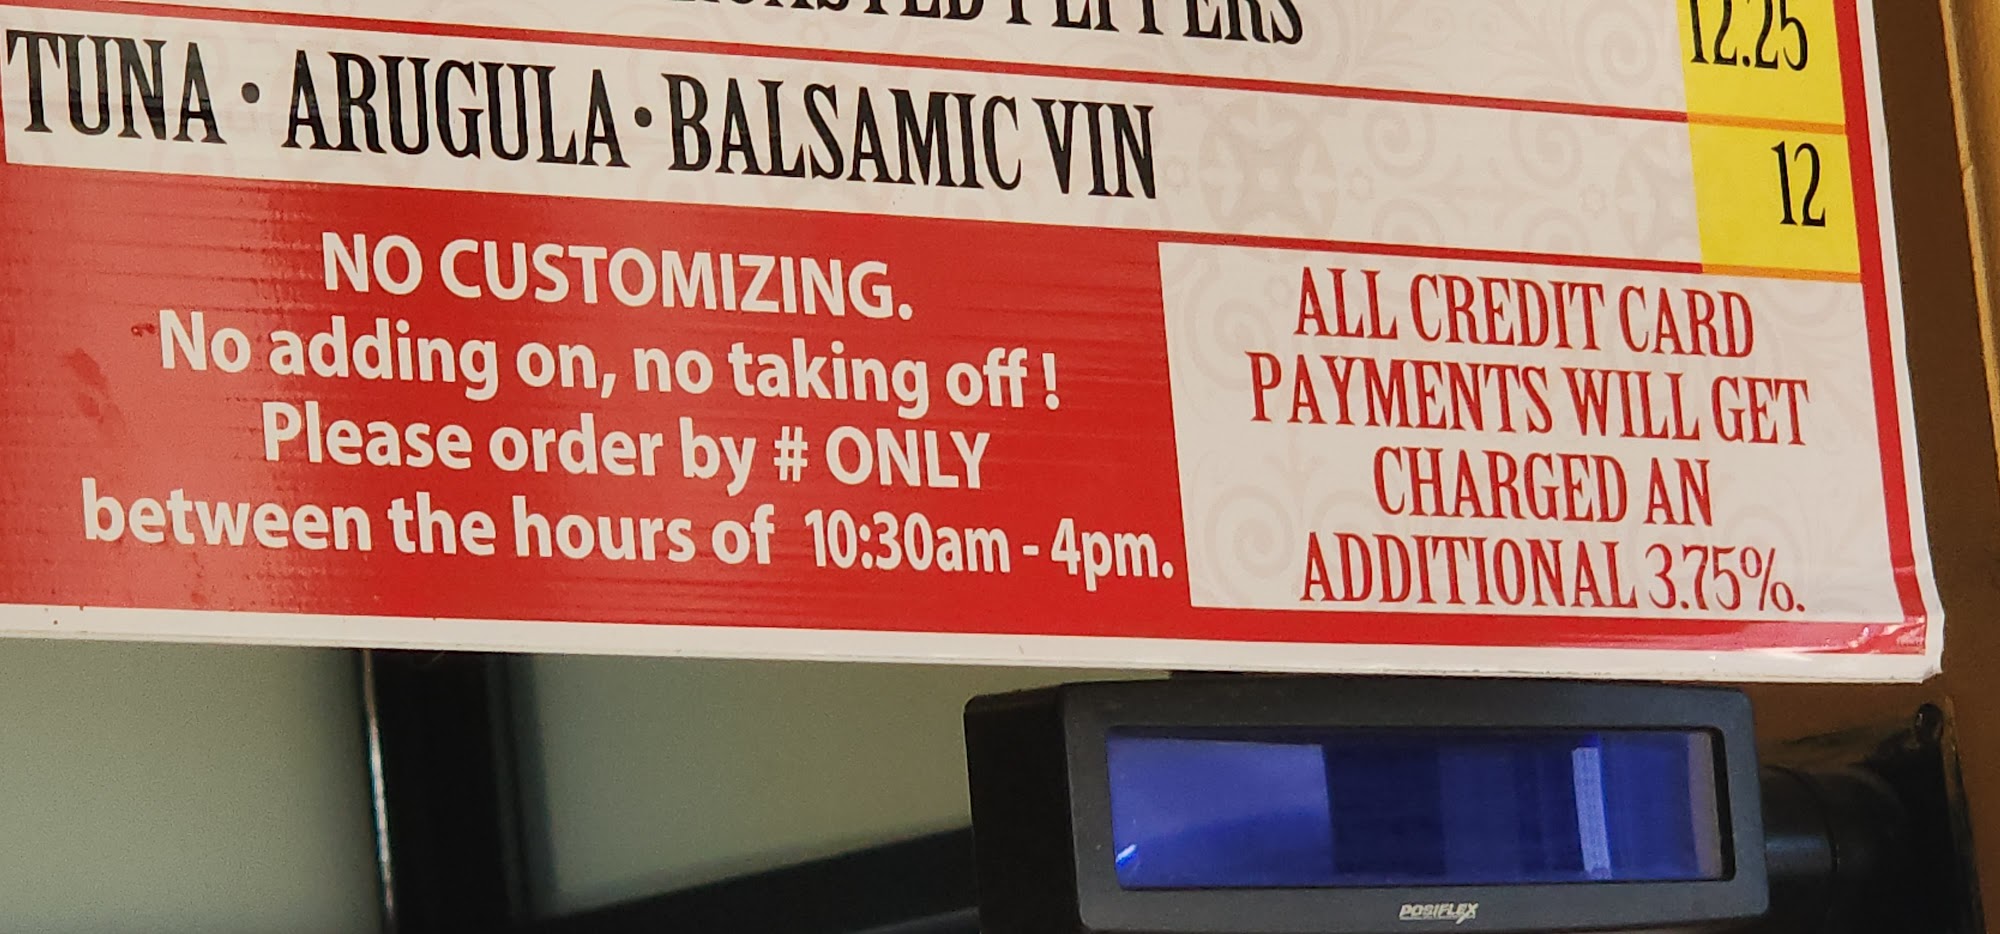 ROASTED PEPPERS 12.25
TUNA • ARUGULA • BALSAMIC VIN 12
NO CUSTOMIZING.
No adding on, no taking off !
Please order by # ONLY
between the hours of 10:30am - 4pm.
ALL CREDIT CARD
PAYMENTS WILL GET
CHARGED AN
ADDITIONAL 3.75%.
POSIFLEX